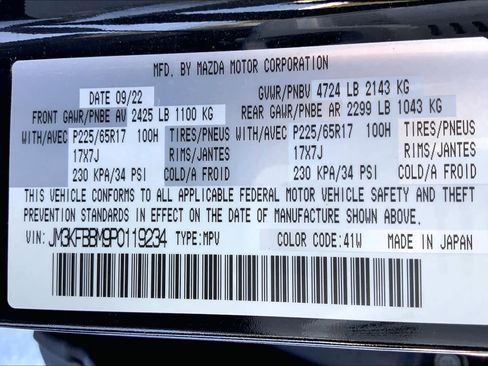 MFD. BY MAZDA MOTOR CORPORATION
DATE 09/22 GVWR/PNBV 4724 LB 2143 KG
FRONT GAWR/PNBE AV 2425 LB 1100 KG REAR GAWR/PNBE AR 2299 LB 1043 KG
WITH/AVEC P225/65R17 100H TIRES/PNEUS WITH/AVEC P225/65R17 100H TIRES/PNEUS
17X7J RIMS/JANTES 17X7J RIMS/JANTES
230 KPA/34 PSI COLD/A FROID 230 KPA/34 PSI COLD/A FROID
THIS VEHICLE CONFORMS TO ALL APPLICABLE FEDERAL MOTOR VEHICLE SAFETY AND THEFT
PREVENTION STANDARDS IN EFFECT ON THE DATE OF MANUFACTURE SHOWN ABOVE.
VIN: JM3KFBBM9P0119234 TYPE:MPV COLOR CODE:41W MADE IN JAPAN